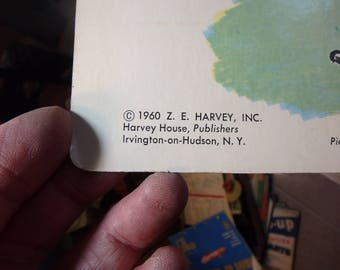 © 1960 Z. E. HARVEY, INC.
Harvey House, Publishers
Irvington-on-Hudson, N. Y.